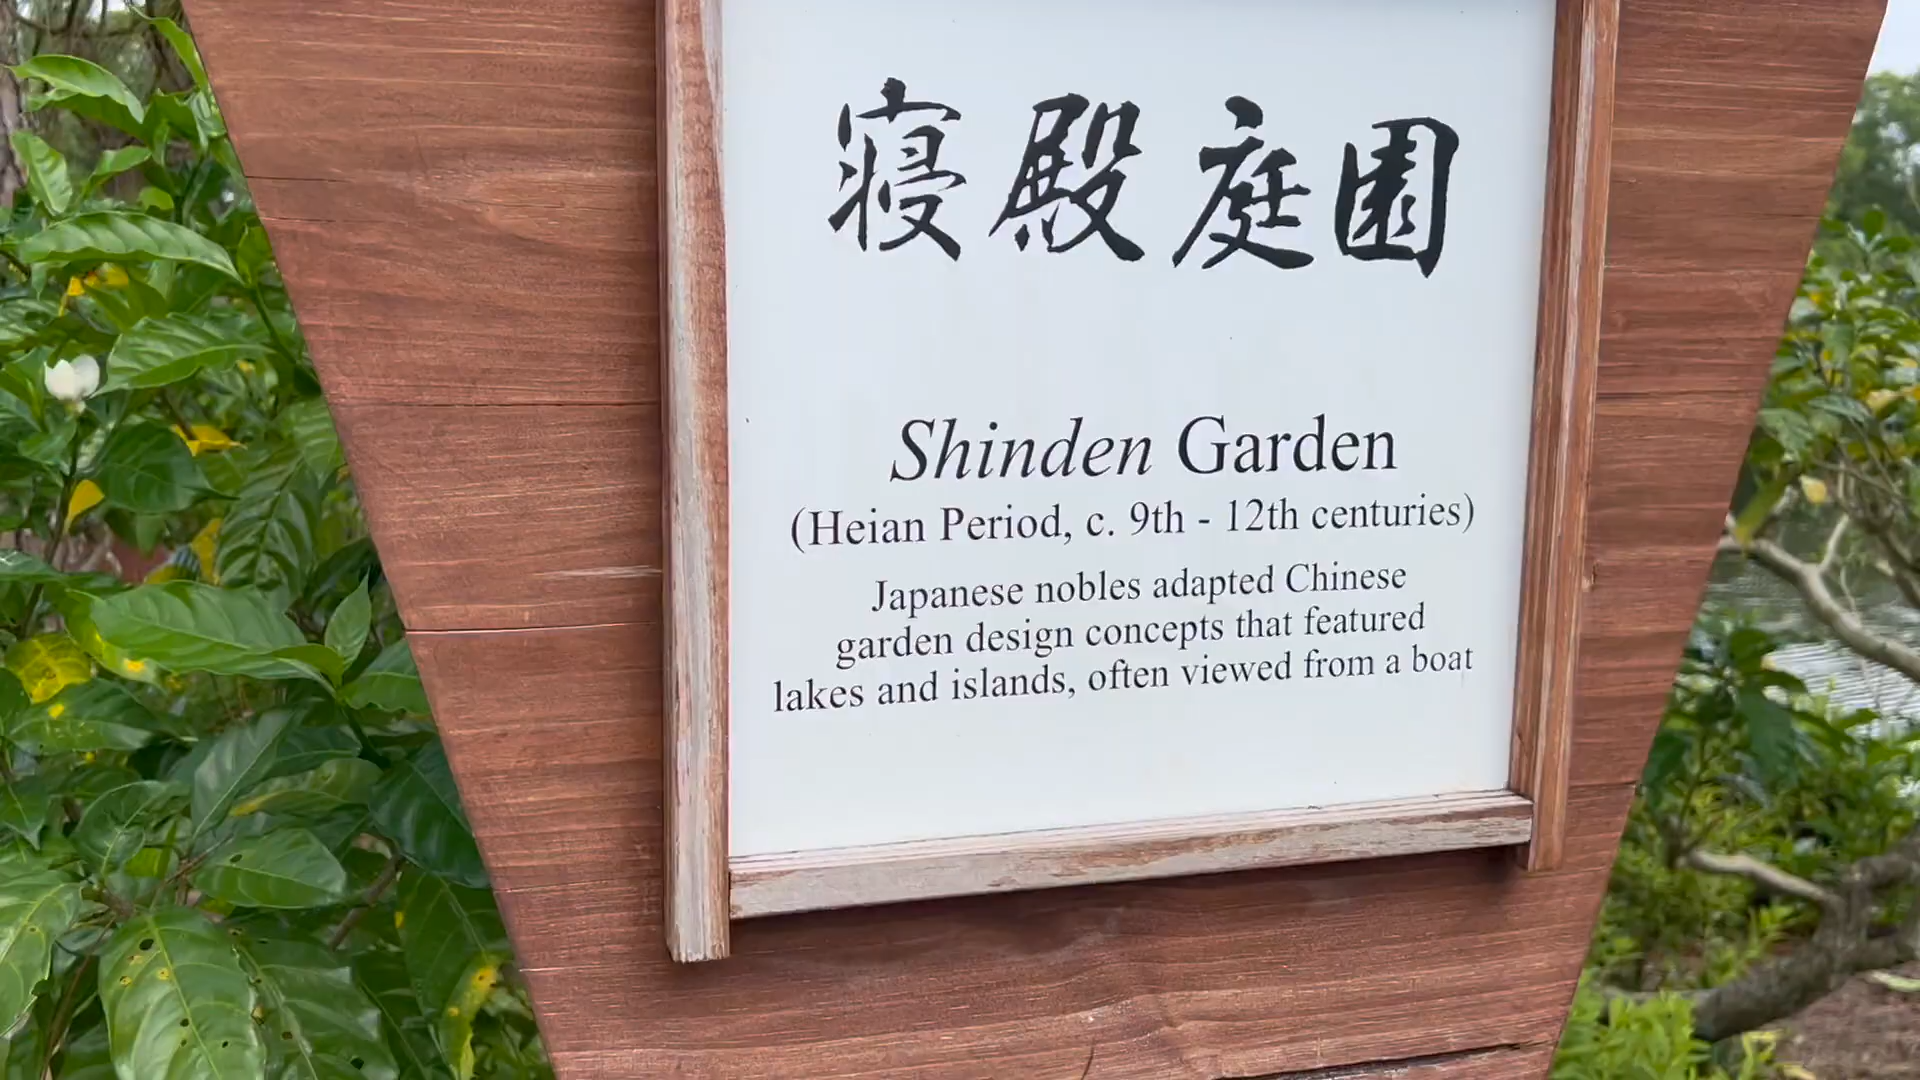 寝殿庭園
Shinden Garden
(Heian Period, c. 9th - 12th centuries)
Japanese nobles adapted Chinese
garden design concepts that featured
lakes and islands, often viewed from a boat